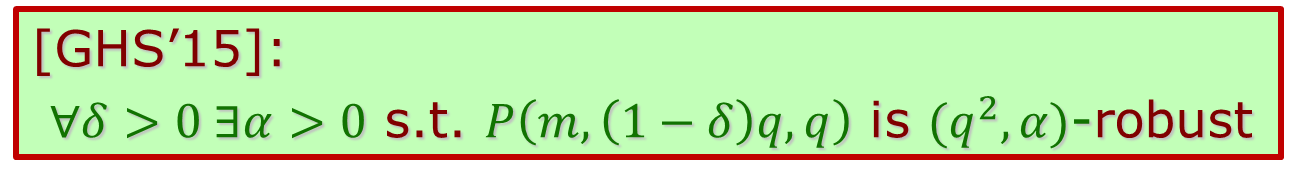 [GHS’15]:
∀δ > 0 ∃α > 0 s.t. P(m, (1 − δ)q, q) is (q², α)-robust